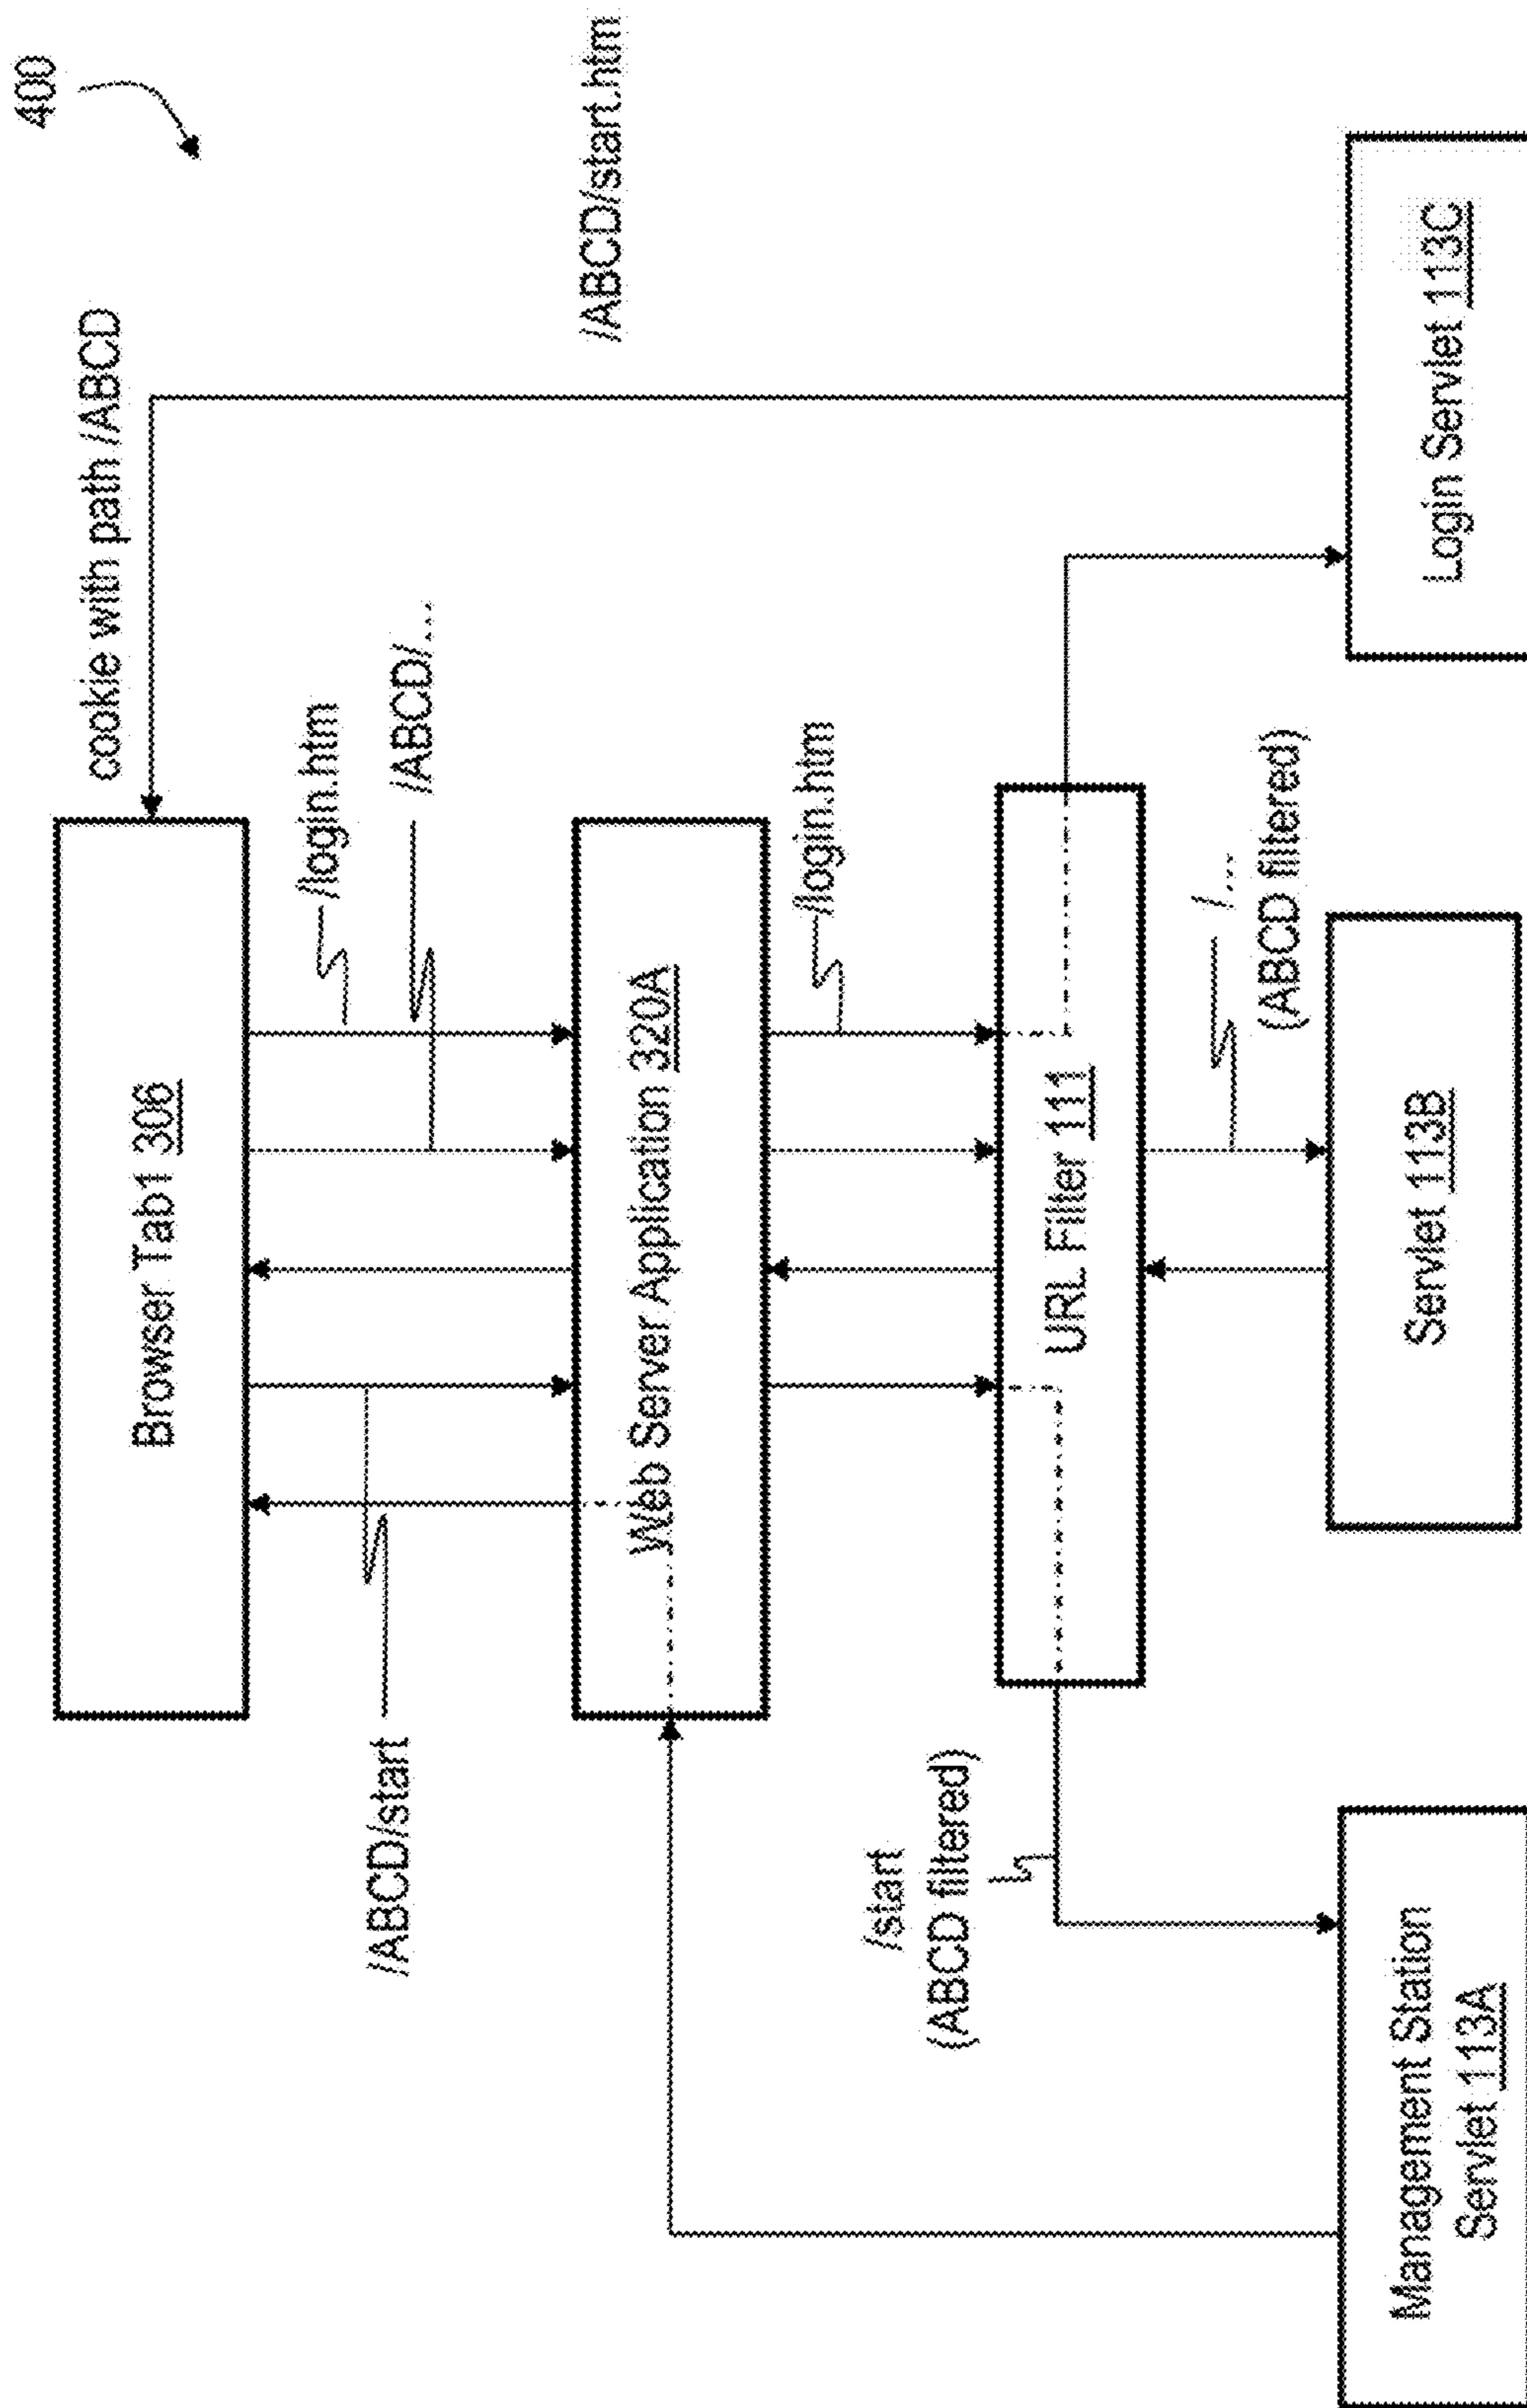 400
cookie with path /ABCD
/ABCD/start.htm
Browser Tab1 306
/login.htm
/ABCD/...
/ABCD/start
Web Server Application 320A
/login.htm
URL Filter 111
/start
(ABCD filtered)
/...
(ABCD filtered)
Management Station
Servlet 113A
Servlet 113B
Login Servlet 113C